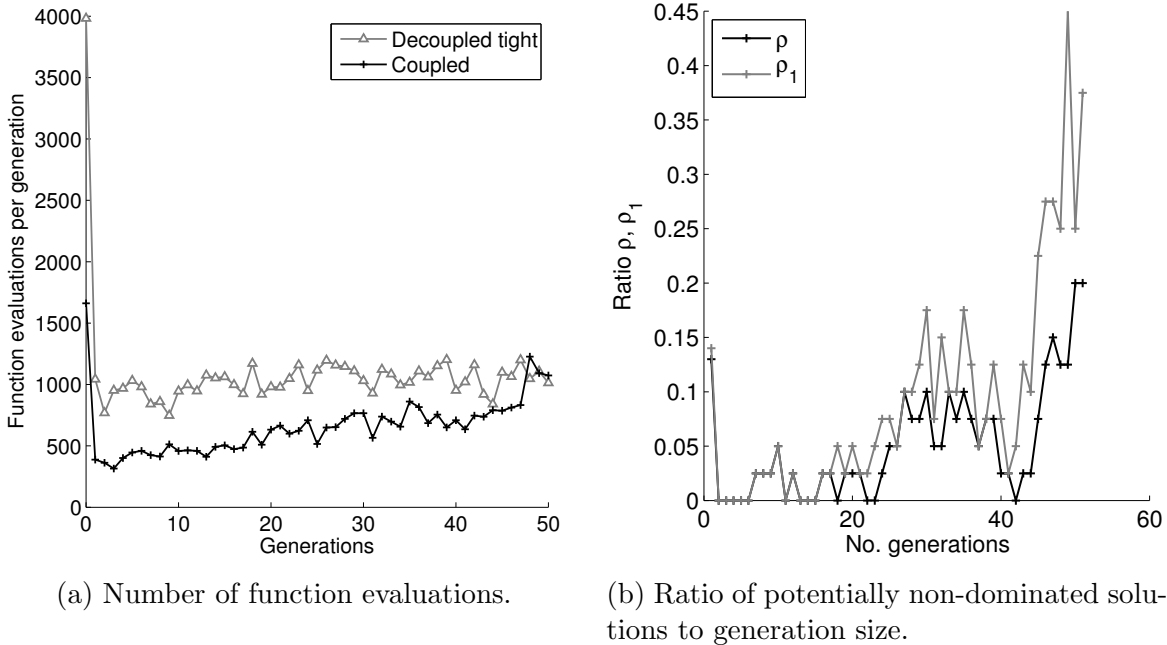 4000
3500
3000
2500
2000
1500
1000
500
0
Function evaluations per generation
Decoupled tight
Coupled
0 10 20 30 40 50
Generations
(a) Number of function evaluations.
0.45
0.4
0.35
0.3
0.25
0.2
0.15
0.1
0.05
0
Ratio ρ, ρ₁
ρ
ρ₁
0 20 40 60
No. generations
(b) Ratio of potentially non-dominated solu-
tions to generation size.